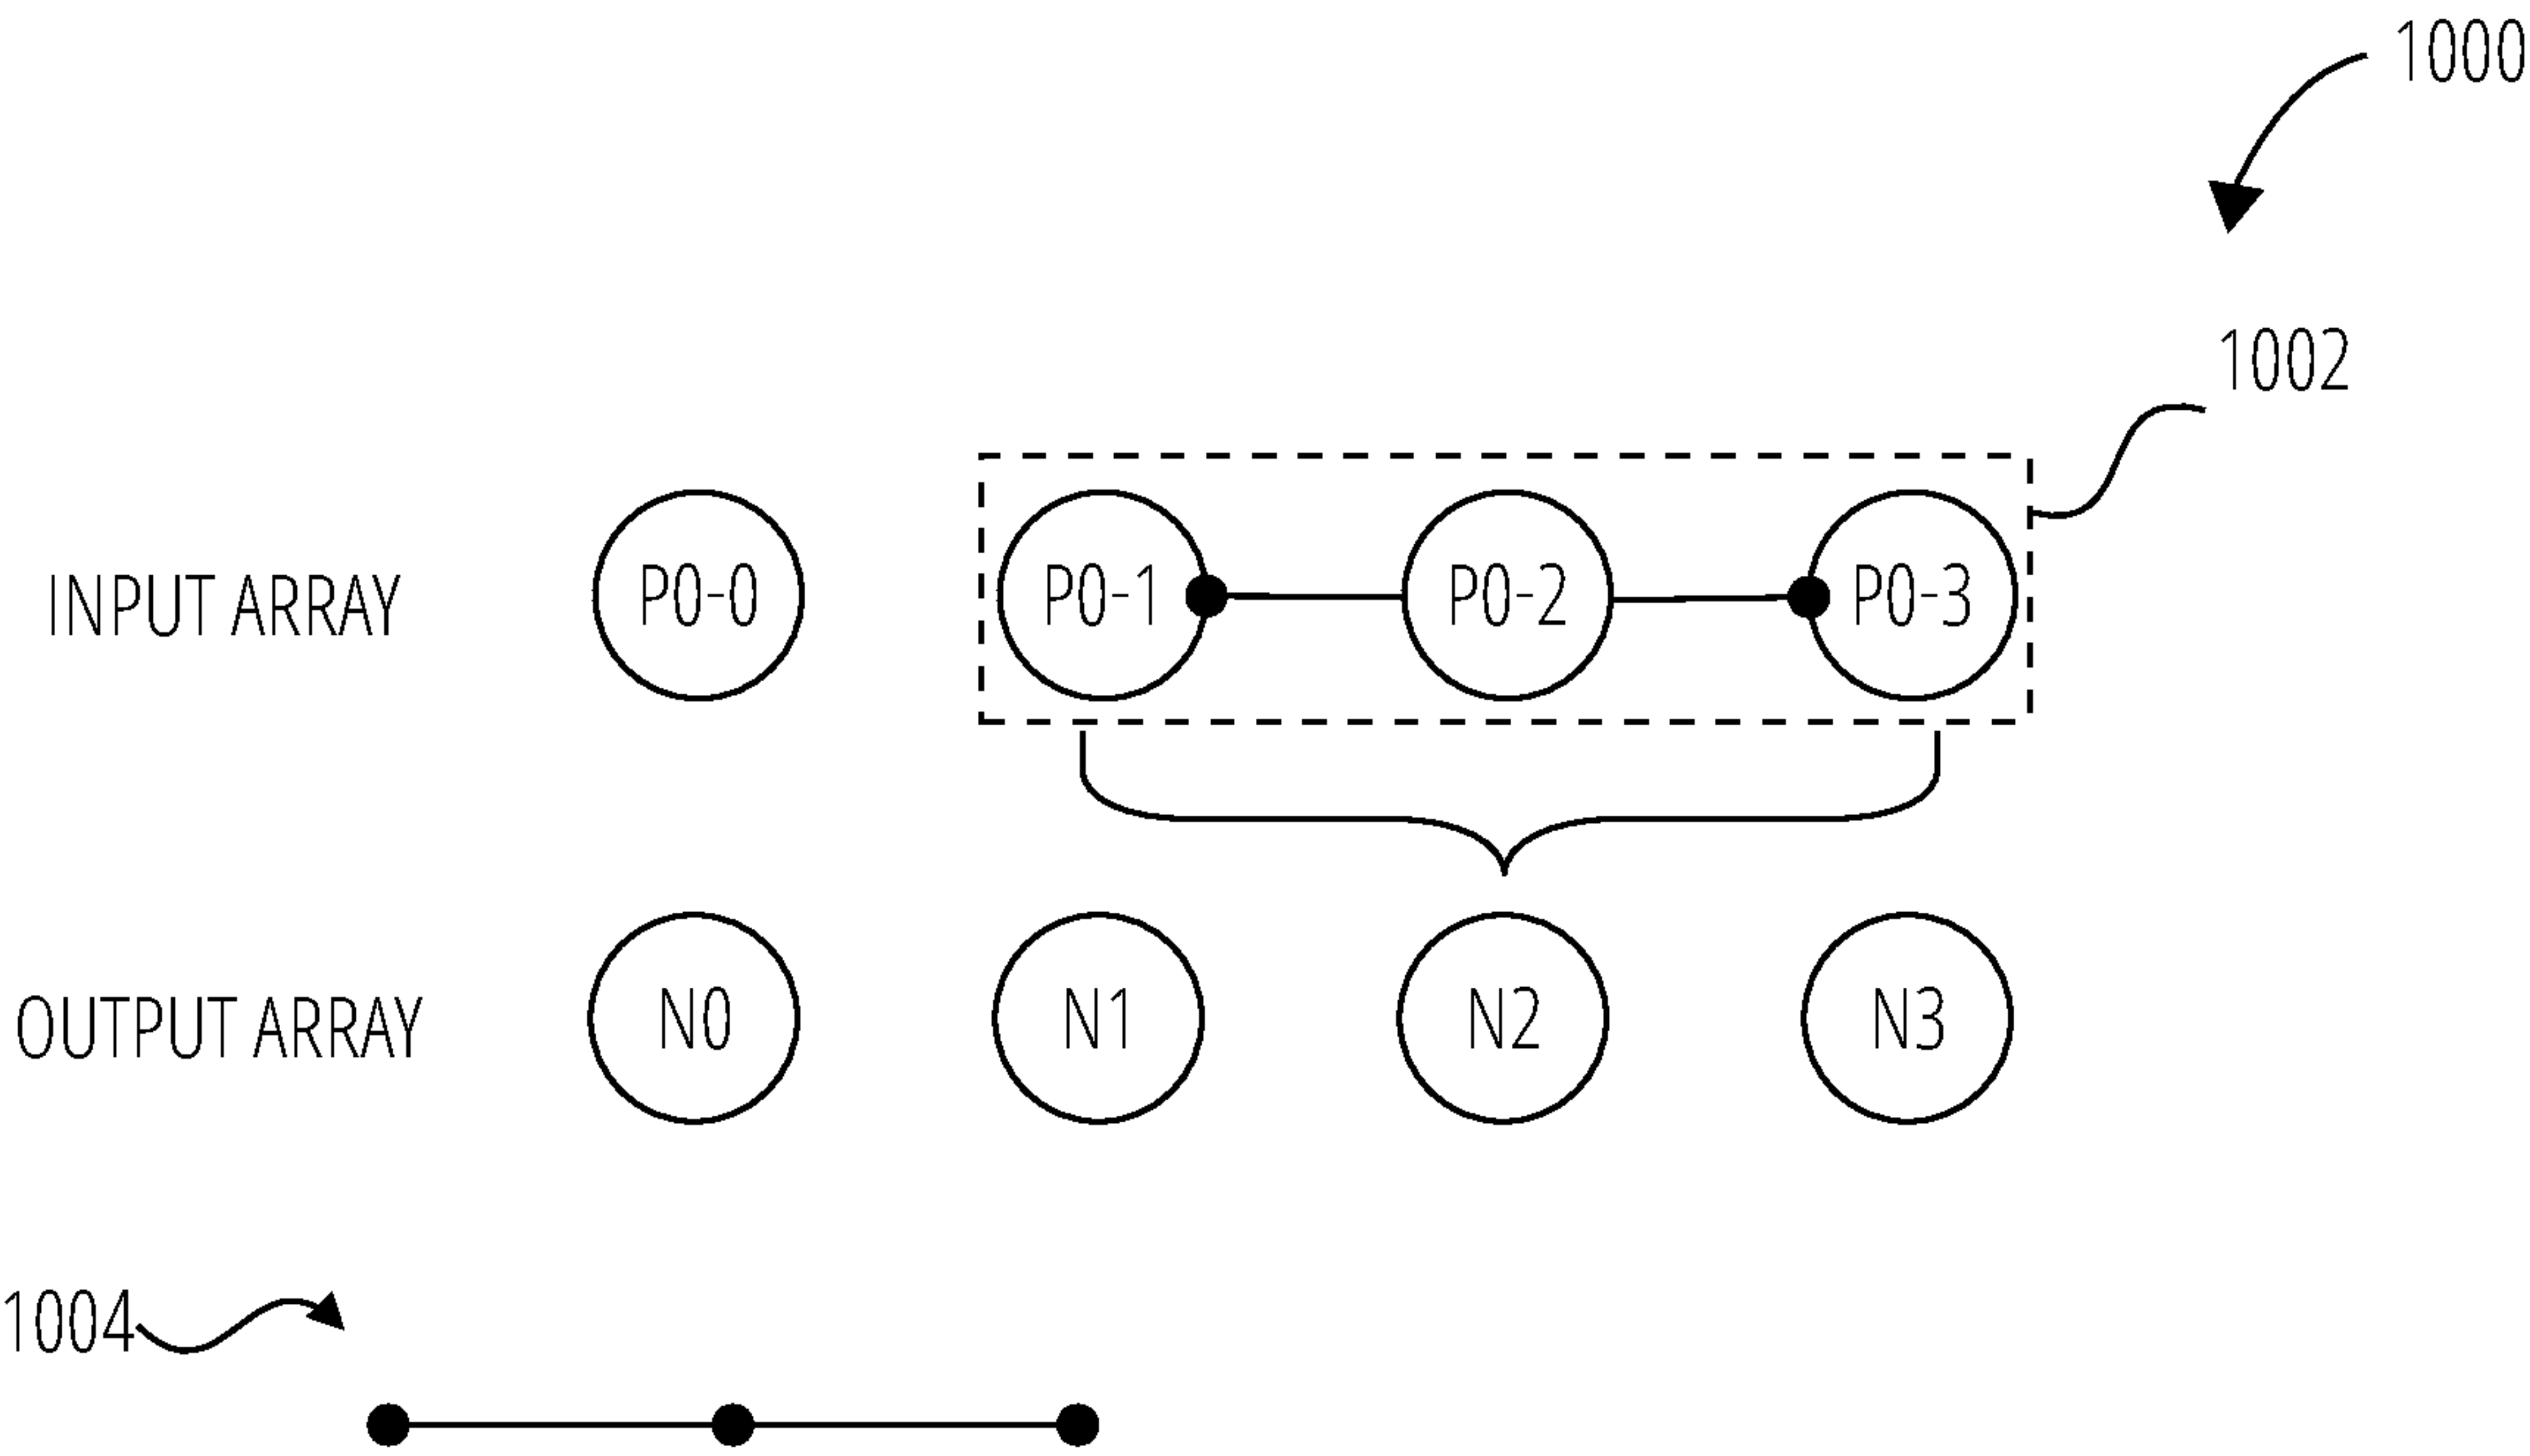 1000
1002
INPUT ARRAY P0-0 P0-1 P0-2 P0-3
OUTPUT ARRAY N0 N1 N2 N3
1004